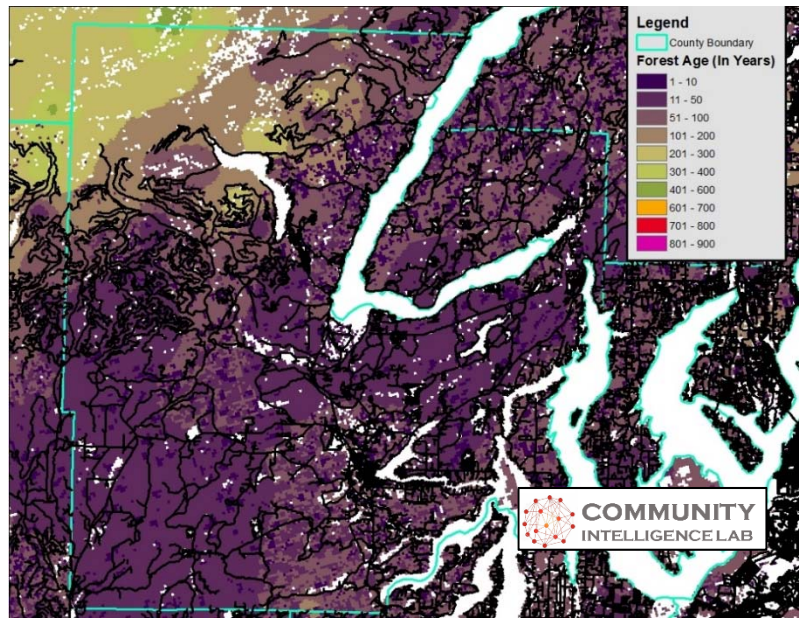 Legend
County Boundary
Forest Age (In Years)
1 - 10
11 - 50
51 - 100
101 - 200
201 - 300
301 - 400
401 - 600
601 - 700
701 - 800
801 - 900
COMMUNITY
INTELLIGENCE LAB